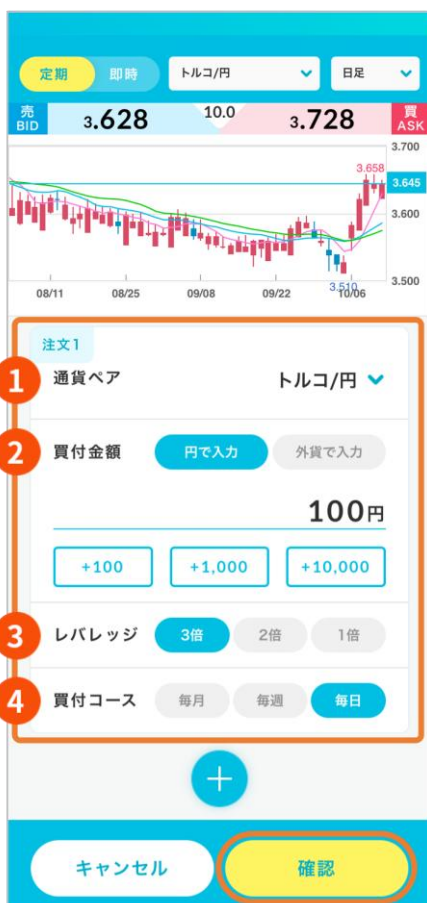 定期 即時 トルコ/円 日足
売 BID 3.628 10.0 3.728 買 ASK
3.700
3.658
3.645
3.600
3.510
3.500
08/11 08/25 09/08 09/22 10/06
注文1
1 通貨ペア トルコ/円
2 買付金額 円で入力 外貨で入力
100円
+100 +1,000 +10,000
3 レバレッジ 3倍 2倍 1倍
4 買付コース 毎月 毎週 毎日
+
キャンセル 確認